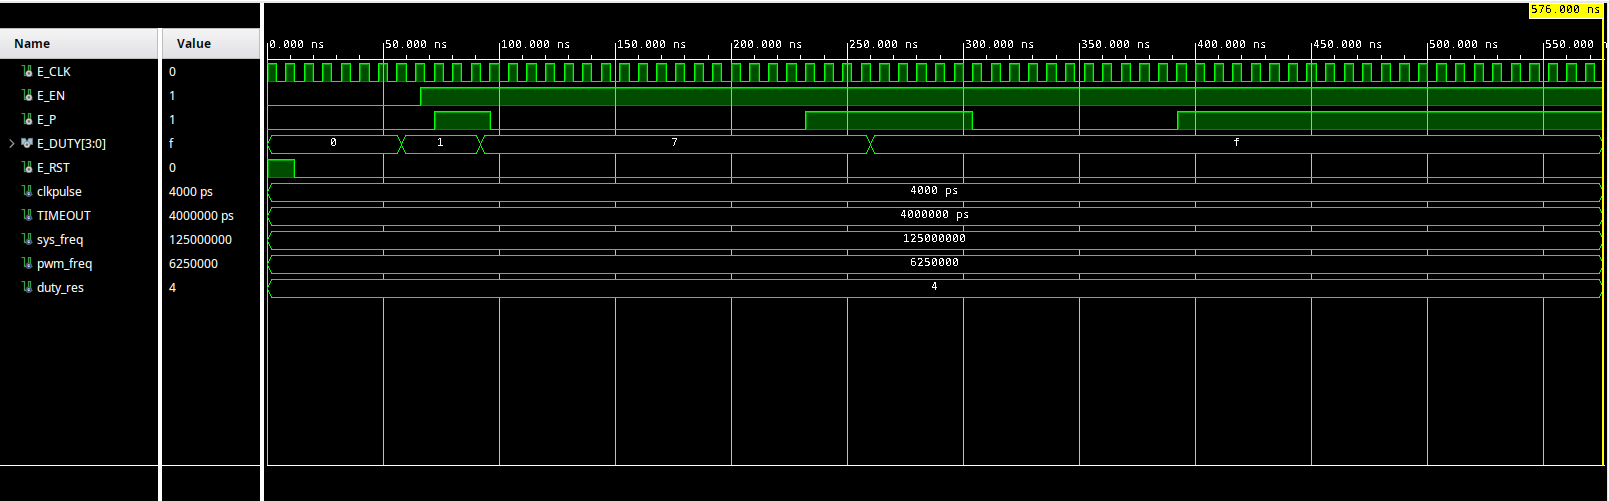 576.000 ns
Name Value
0.000 ns 50.000 ns 100.000 ns 150.000 ns 200.000 ns 250.000 ns 300.000 ns 350.000 ns 400.000 ns 450.000 ns 500.000 ns 550.000
E_CLK 0
E_EN 1
E_P 1
E_DUTY[3:0] f 0 1 7 f
E_RST 0
clkpulse 4000 ps 4000 ps
TIMEOUT 4000000 ps 4000000 ps
sys_freq 125000000 125000000
pwm_freq 6250000 6250000
duty_res 4 4